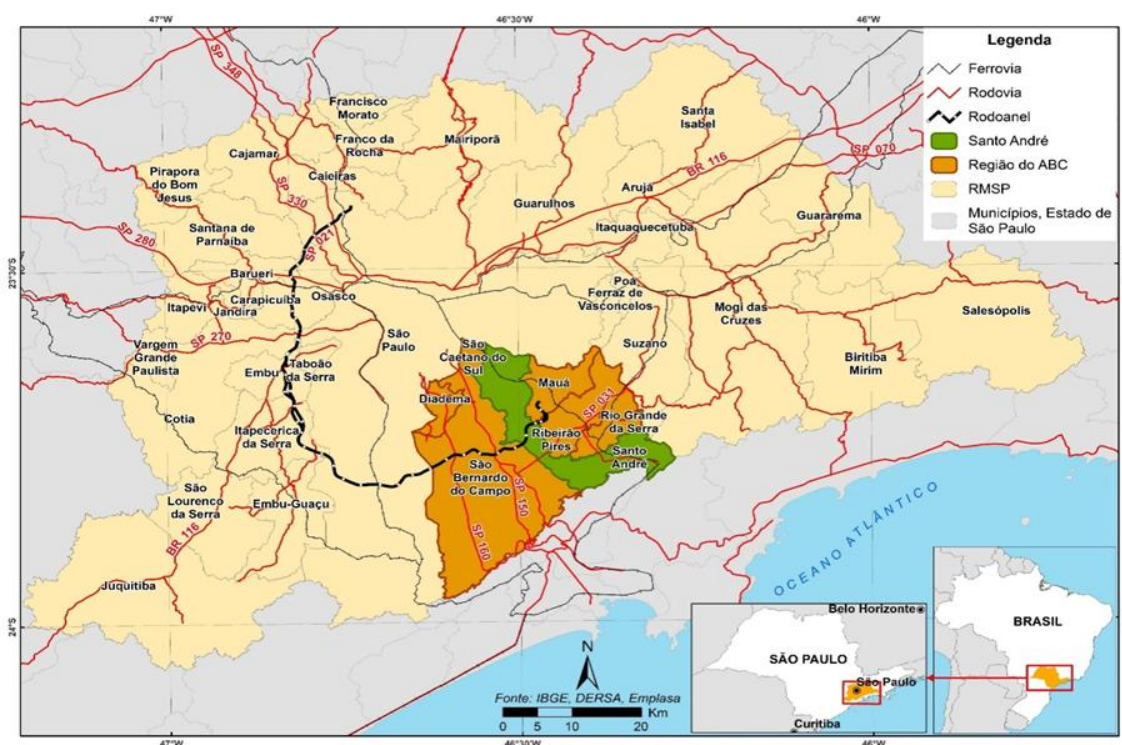 47°W
46°30'W
46°W
Legenda
Ferrovia
Rodovia
Rodoanel
Santo André
Região do ABC
RMSP
Municípios, Estado de
São Paulo
SP 348
Francisco
Morato
Franco da
Rocha
Mairiporã
Santa
Isabel
Cajamar
Caieiras
SP 330
BR 116
SP 070
Pirapora
do Bom
Jesus
Arujá
Guarulhos
Guararema
Santana de
Parnaíba
SP 021
Itaquaquecetuba
SP 280
23°30'S
Barueri
Osasco
Carapicuíba
Itapevi
Jandira
Poa
Ferraz de
Vasconcelos
Mogi das
Cruzes
Salesópolis
SP 270
Vargem
Grande
Paulista
São
Paulo
São
Caetano do
Sul
Suzano
Biritiba
Mirim
Embu
Taboão
da Serra
Mauá
Diadema
SP 031
Cotia
Itapecerica
da Serra
Rio Grande
da Serra
Ribeirão
Pires
Santo
André
São
Bernardo
do Campo
SP 150
SP 160
São
Lourenço
da Serra
Embu-Guaçu
BR 116
Juquitiba
OCEANO ATLÂNTICO
24°S
N
Fonte: IBGE, DERSA, Emplasa
0 5 10 20 Km
Belo Horizonte
SÃO PAULO
São Paulo
Curitiba
BRASIL
47°W
46°30'W
46°W